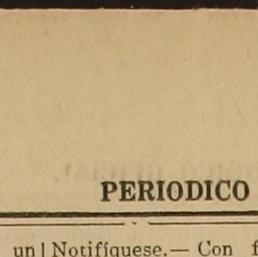 PERIODICO
un | Notifíquese.— Con f